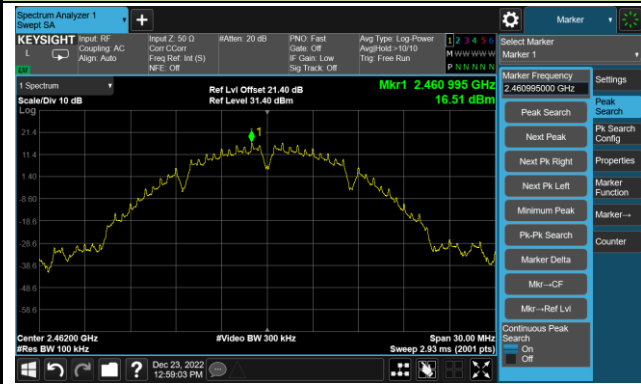 Spectrum Analyzer 1
Swept SA
Marker
KEYSIGHT
L
Input: RF
Coupling: AC
Align: Auto
Input Z: 50 Ω
Corr CCorr
Freq Ref: Int (S)
NFE: Off
#Atten: 20 dB
PNO: Fast
Gate: Off
IF Gain: Low
Sig Track: Off
Avg Type: Log-Power
Avg|Hold:>10/10
Trig: Free Run
1 2 3 4 5 6
M W W W W W
P N N N N N
Select Marker
Marker 1
1 Spectrum
Scale/Div 10 dB
Log
Ref Lvl Offset 21.40 dB
Ref Level 31.40 dBm
Mkr1 2.460 995 GHz
16.51 dBm
1
21.4
11.4
1.40
-8.60
-18.6
-28.6
-38.6
-48.6
-58.6
Center 2.46200 GHz
#Res BW 100 kHz
#Video BW 300 kHz
Span 30.00 MHz
Sweep 2.93 ms (2001 pts)
Marker Frequency
2.460995000 GHz
Peak Search
Next Peak
Next Pk Right
Next Pk Left
Minimum Peak
Pk-Pk Search
Marker Delta
Mkr→CF
Mkr→Ref Lvl
Continuous Peak
Search
On
Off
Settings
Peak
Search
Pk Search
Config
Properties
Marker
Function
Marker→
Counter
?
Dec 23, 2022
12:59:03 PM